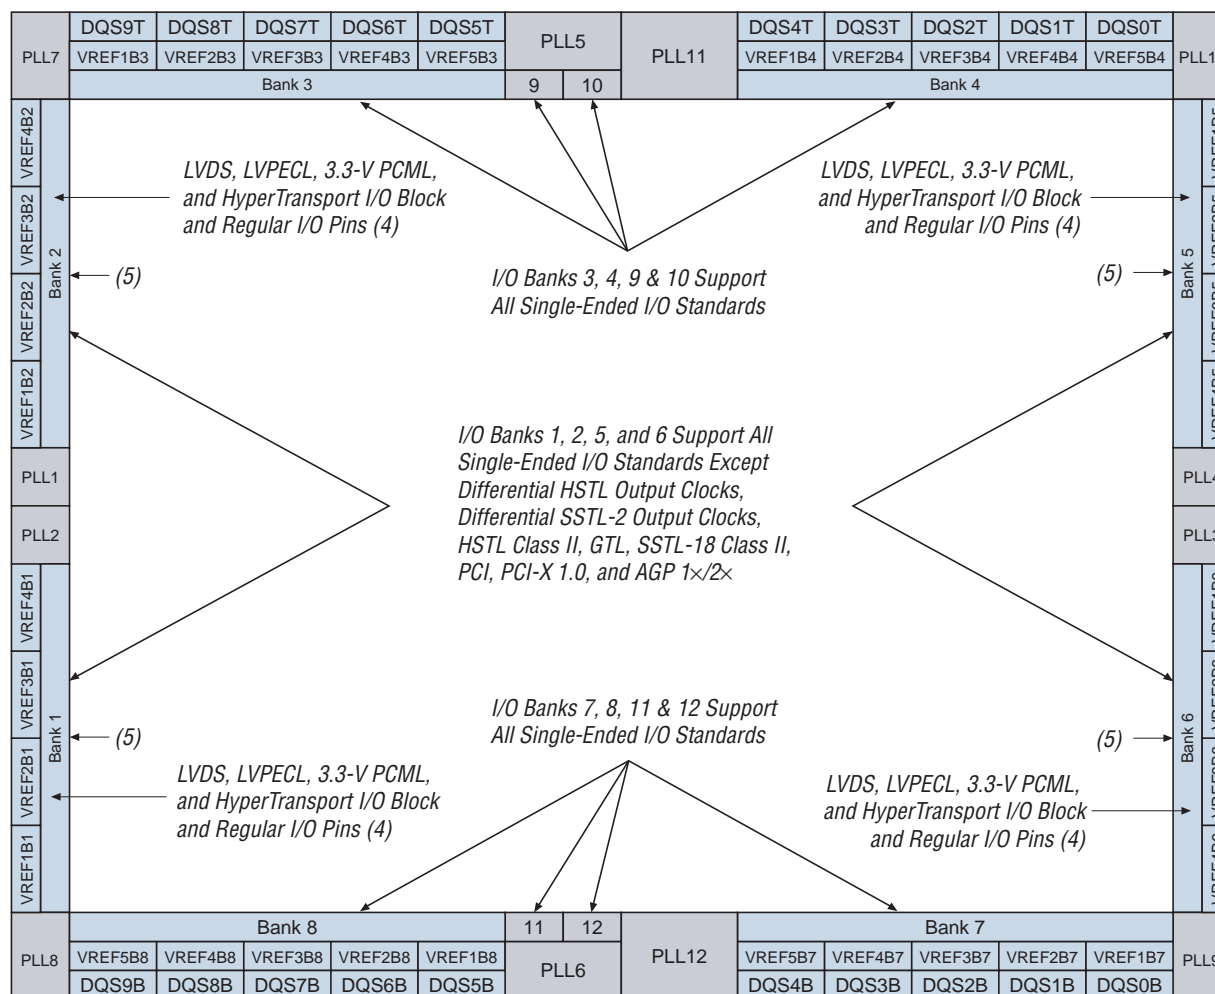 PLL7
DQS9T DQS8T DQS7T DQS6T DQS5T
VREF1B3 VREF2B3 VREF3B3 VREF4B3 VREF5B3
Bank 3
PLL5
9 10
PLL11
DQS4T DQS3T DQS2T DQS1T DQS0T
VREF1B4 VREF2B4 VREF3B4 VREF4B4 VREF5B4
Bank 4
VREF4B2
VREF3B2
VREF2B2
VREF1B2
Bank 2
LVDS, LVPECL, 3.3-V PCML,
and HyperTransport I/O Block
and Regular I/O Pins (4)
(5)
LVDS, LVPECL, 3.3-V PCML,
and HyperTransport I/O Block
and Regular I/O Pins (4)
(5)
Bank 5
I/O Banks 3, 4, 9 & 10 Support
All Single-Ended I/O Standards
PLL1
PLL2
I/O Banks 1, 2, 5, and 6 Support All
Single-Ended I/O Standards Except
Differential HSTL Output Clocks,
Differential SSTL-2 Output Clocks,
HSTL Class II, GTL, SSTL-18 Class II,
PCI, PCI-X 1.0, and AGP 1×/2×
PLL4
PLL3
VREF4B1
VREF3B1
VREF2B1
VREF1B1
Bank 1
I/O Banks 7, 8, 11 & 12 Support
All Single-Ended I/O Standards
(5)
LVDS, LVPECL, 3.3-V PCML,
and HyperTransport I/O Block
and Regular I/O Pins (4)
(5)
LVDS, LVPECL, 3.3-V PCML,
and HyperTransport I/O Block
and Regular I/O Pins (4)
Bank 6
PLL8
Bank 8
VREF5B8 VREF4B8 VREF3B8 VREF2B8 VREF1B8
DQS9B DQS8B DQS7B DQS6B DQS5B
11 12
PLL6
PLL12
Bank 7
VREF5B7 VREF4B7 VREF3B7 VREF2B7 VREF1B7
DQS4B DQS3B DQS2B DQS1B DQS0B
PLL9